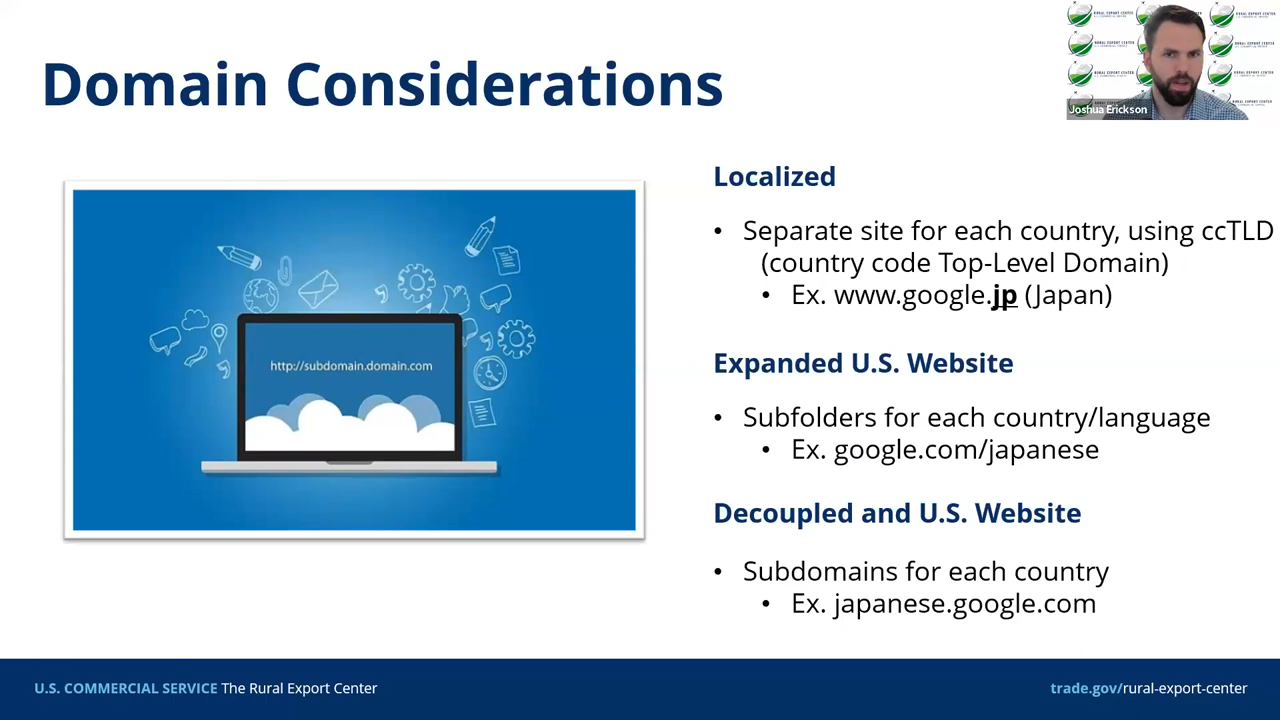 Domain Considerations
RURAL EXPORT CENTER
Joshua Erickson
Localized
• Separate site for each country, using ccTLD
(country code Top-Level Domain)
• Ex. www.google.jp (Japan)
http://subdomain.domain.com
Expanded U.S. Website
• Subfolders for each country/language
• Ex. google.com/japanese
Decoupled and U.S. Website
• Subdomains for each country
• Ex. japanese.google.com
U.S. COMMERCIAL SERVICE The Rural Export Center
trade.gov/rural-export-center